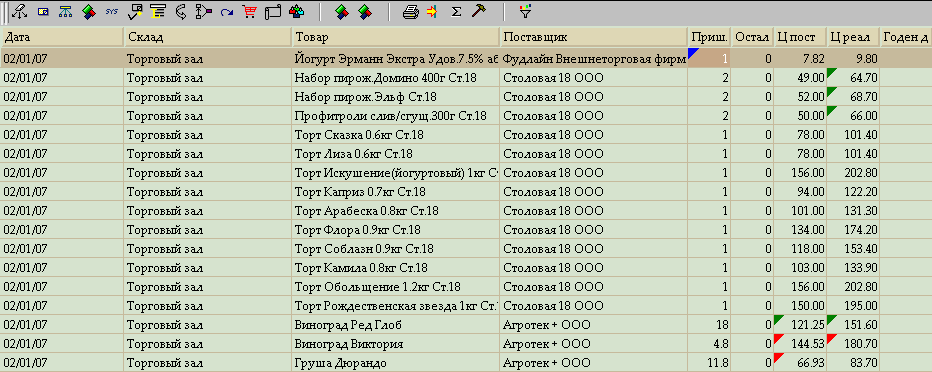 SYS
Дата Склад Товар Поставщик Приш. Остал Ц пост Ц реал Годен д
02/01/07 Торговый зал Йогурт Эрманн Экстра Удов.7.5% аб Фудлайн Внешнеторговая фирм 1 0 7.82 9.80
02/01/07 Торговый зал Набор пирож.Домино 400г Ст.18 Столовая 18 ООО 2 0 49.00 64.70
02/01/07 Торговый зал Набор пирож.Эльф Ст.18 Столовая 18 ООО 2 0 52.00 68.70
02/01/07 Торговый зал Профитроли слив/сгущ.300г Ст.18 Столовая 18 ООО 2 0 50.00 66.00
02/01/07 Торговый зал Торт Сказка 0.6кг Ст.18 Столовая 18 ООО 1 0 78.00 101.40
02/01/07 Торговый зал Торт Лиза 0.6кг Ст.18 Столовая 18 ООО 1 0 78.00 101.40
02/01/07 Торговый зал Торт Искушение(йогуртовый) 1кг Ст Столовая 18 ООО 1 0 156.00 202.80
02/01/07 Торговый зал Торт Каприз 0.7кг Ст.18 Столовая 18 ООО 1 0 94.00 122.20
02/01/07 Торговый зал Торт Арабеска 0.8кг Ст.18 Столовая 18 ООО 1 0 101.00 131.30
02/01/07 Торговый зал Торт Флора 0.9кг Ст.18 Столовая 18 ООО 1 0 134.00 174.20
02/01/07 Торговый зал Торт Соблазн 0.9кг Ст.18 Столовая 18 ООО 1 0 118.00 153.40
02/01/07 Торговый зал Торт Камила 0.8кг Ст.18 Столовая 18 ООО 1 0 103.00 133.90
02/01/07 Торговый зал Торт Обольщение 1.2кг Ст.18 Столовая 18 ООО 1 0 156.00 202.80
02/01/07 Торговый зал Торт Рождественская звезда 1кг Ст. Столовая 18 ООО 1 0 150.00 195.00
02/01/07 Торговый зал Виноград Ред Глоб Агротек + ООО 18 0 121.25 151.60
02/01/07 Торговый зал Виноград Виктория Агротек + ООО 4.8 0 144.53 180.70
02/01/07 Торговый зал Груша Дюрандо Агротек + ООО 11.8 0 66.93 83.70